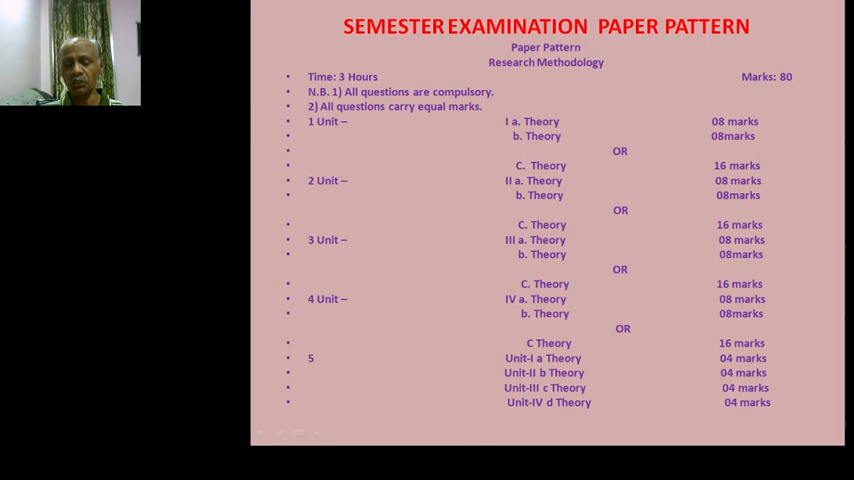 SEMESTER EXAMINATION PAPER PATTERN
Paper Pattern
Research Methodology
• Time: 3 Hours Marks: 80
• N.B. 1) All questions are compulsory.
• 2) All questions carry equal marks.
• 1 Unit – I a. Theory 08 marks
• b. Theory 08marks
• OR
• C. Theory 16 marks
• 2 Unit – II a. Theory 08 marks
• b. Theory 08marks
OR
• C. Theory 16 marks
• 3 Unit – III a. Theory 08 marks
• b. Theory 08marks
OR
• C. Theory 16 marks
• 4 Unit – IV a. Theory 08 marks
• b. Theory 08marks
OR
• C Theory 16 marks
• 5 Unit-I a Theory 04 marks
• Unit-II b Theory 04 marks
• Unit-III c Theory 04 marks
• Unit-IV d Theory 04 marks